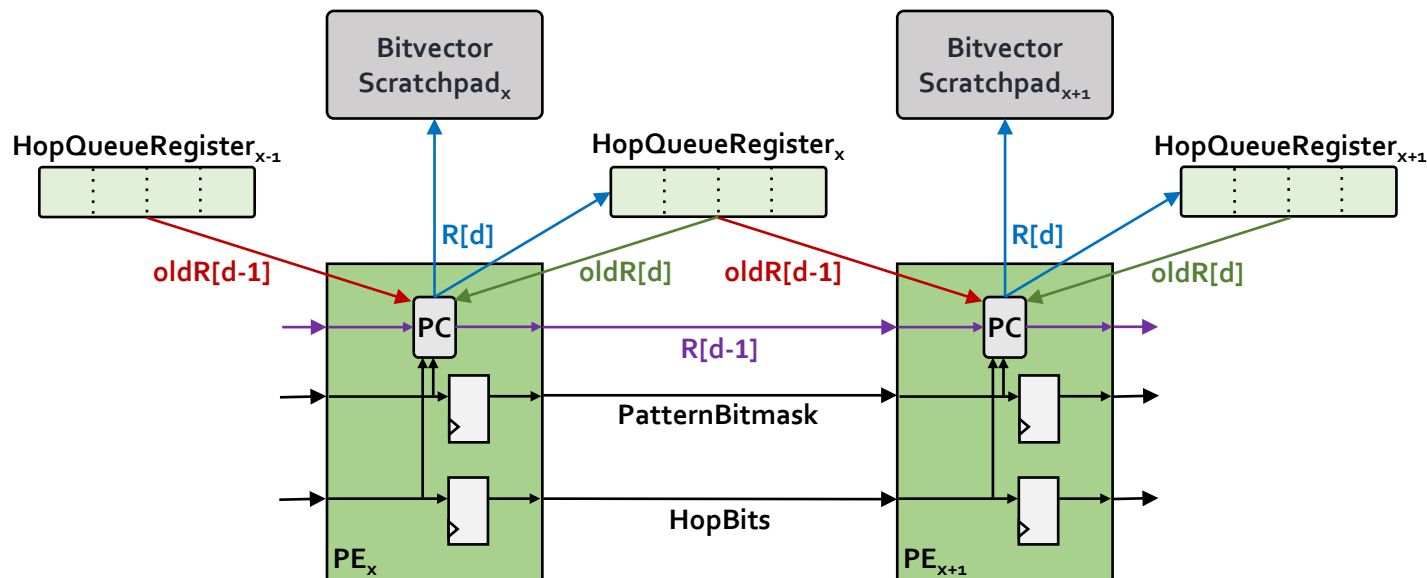 Bitvector
Scratchpadₓ
Bitvector
Scratchpadₓ₊₁
HopQueueRegisterₓ₋₁
HopQueueRegisterₓ
HopQueueRegisterₓ₊₁
R[d]
R[d]
oldR[d-1]
oldR[d]
oldR[d-1]
oldR[d]
PC
PC
R[d-1]
PatternBitmask
HopBits
PEₓ
PEₓ₊₁